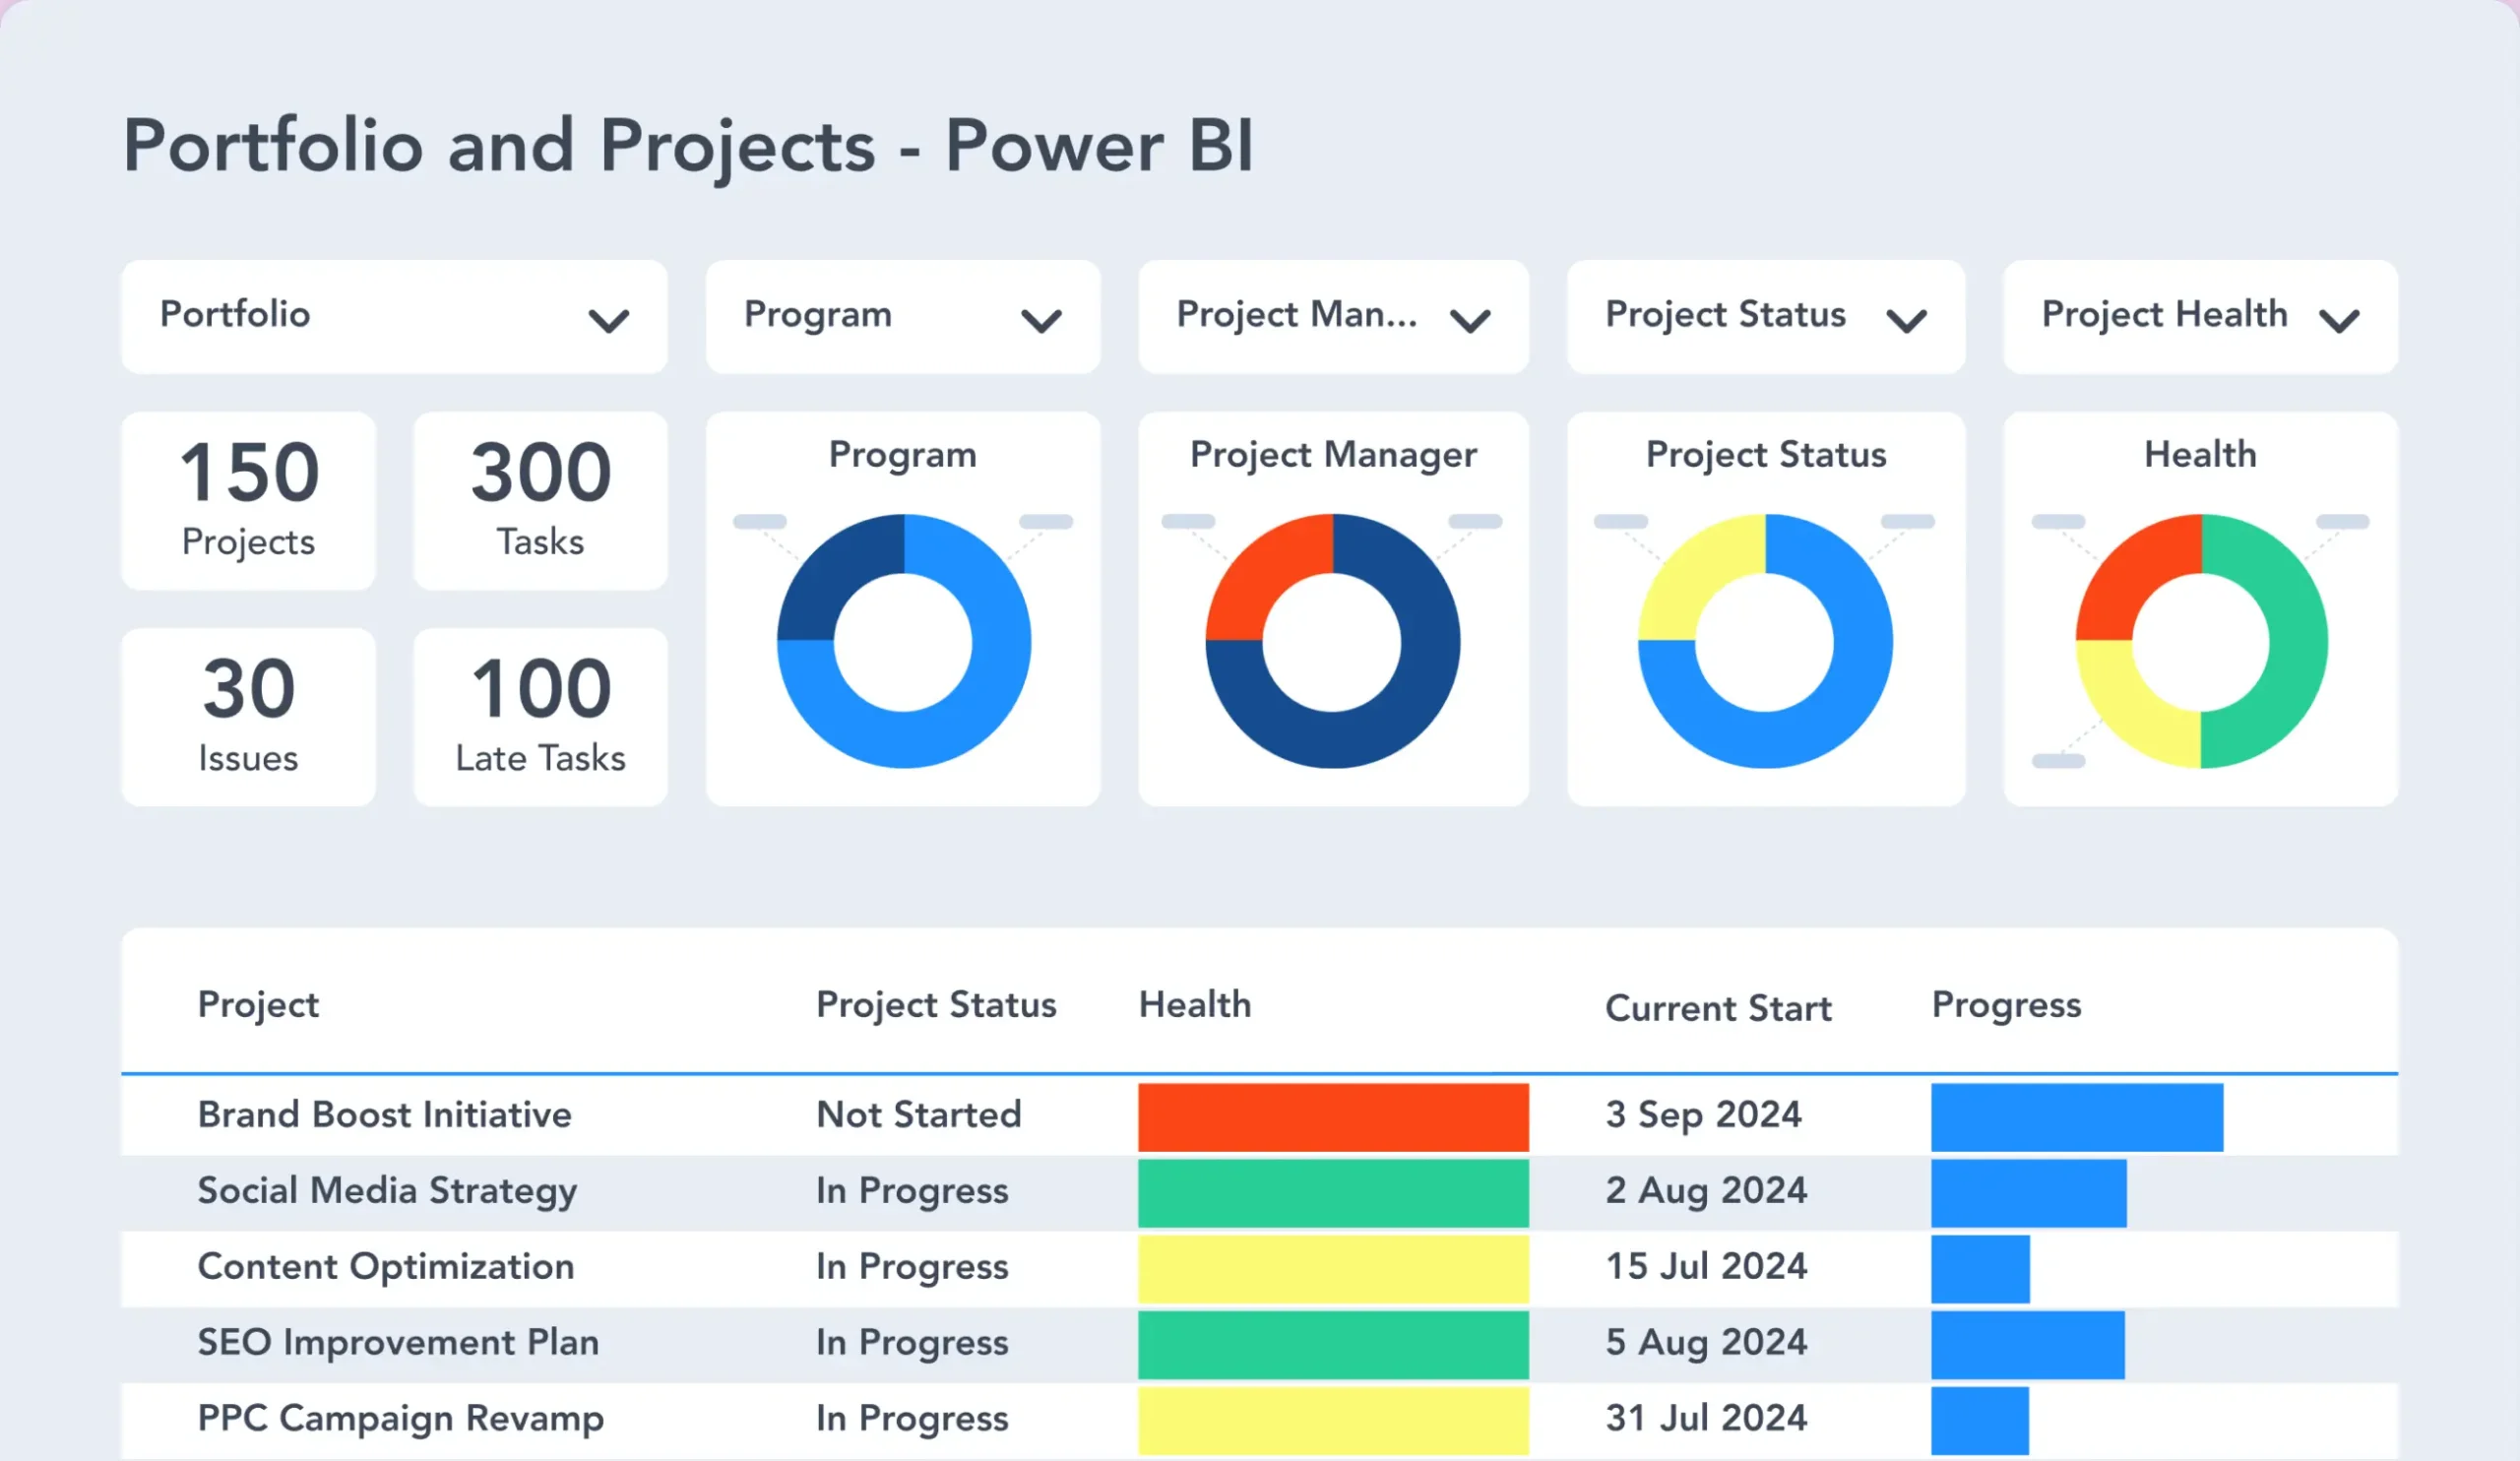 Portfolio and Projects - Power BI
Portfolio
Program
Project Man...
Project Status
Project Health
150
Projects
300
Tasks
30
Issues
100
Late Tasks
Program
Project Manager
Project Status
Health
Project Project Status Health Current Start Progress
Brand Boost Initiative Not Started 3 Sep 2024
Social Media Strategy In Progress 2 Aug 2024
Content Optimization In Progress 15 Jul 2024
SEO Improvement Plan In Progress 5 Aug 2024
PPC Campaign Revamp In Progress 31 Jul 2024